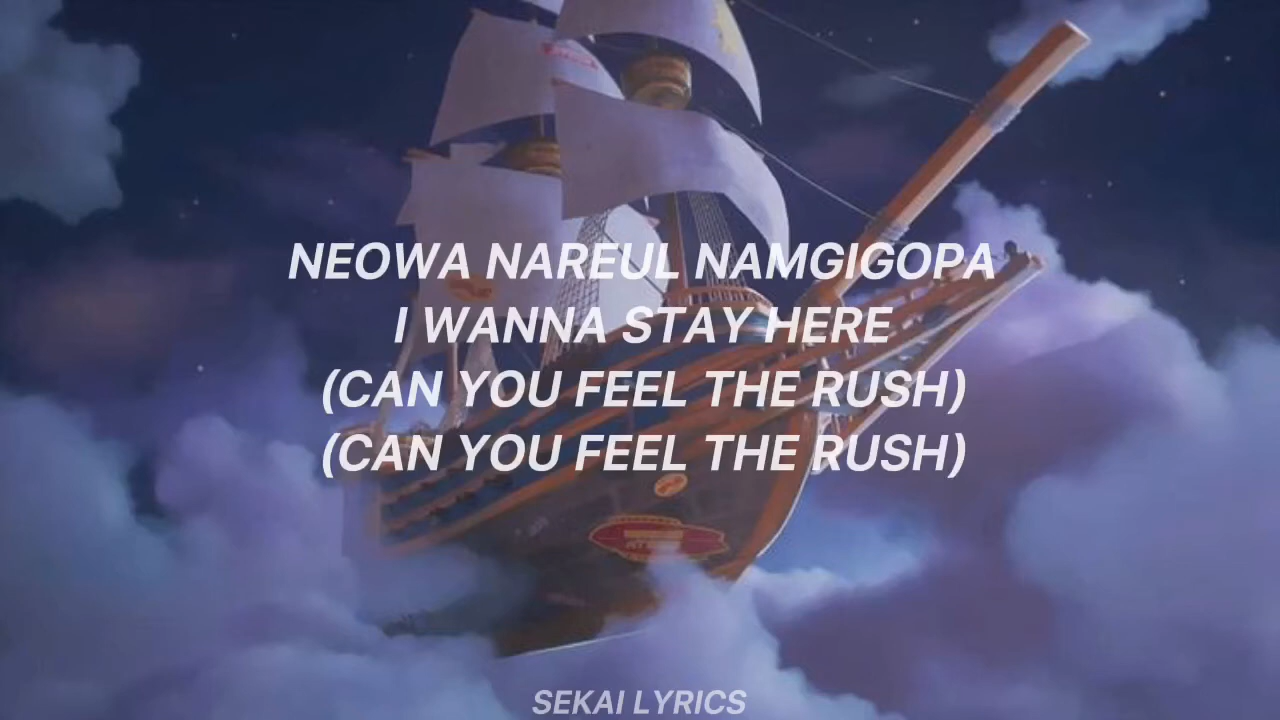 NEOWA NAREUL NAMGIGOPA
I WANNA STAY HERE
(CAN YOU FEEL THE RUSH)
(CAN YOU FEEL THE RUSH)
SEKAI LYRICS